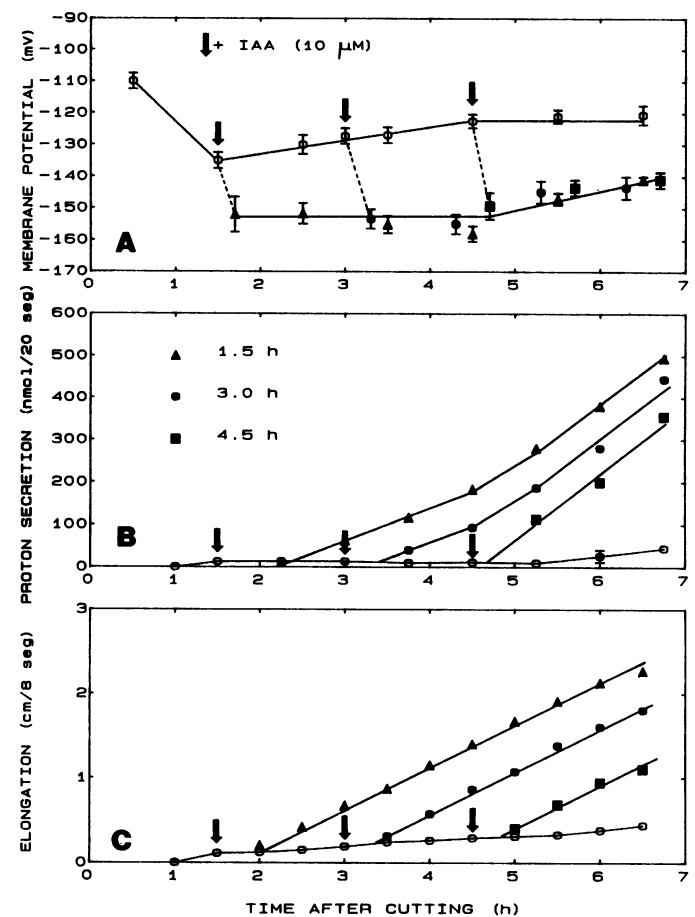 MEMBRANE POTENTIAL (mV)
-90
-100
-110
-120
-130
-140
-150
-160
-170
+ IAA (10 µM)
A
0 1 2 3 4 5 6 7
PROTON SECRETION (nmol/20 seg)
600
500
400
300
200
100
0
1.5 h
3.0 h
4.5 h
B
0 1 2 3 4 5 6 7
ELONGATION (cm/8 seg)
3
2
1
0
C
0 1 2 3 4 5 6 7
TIME AFTER CUTTING (h)